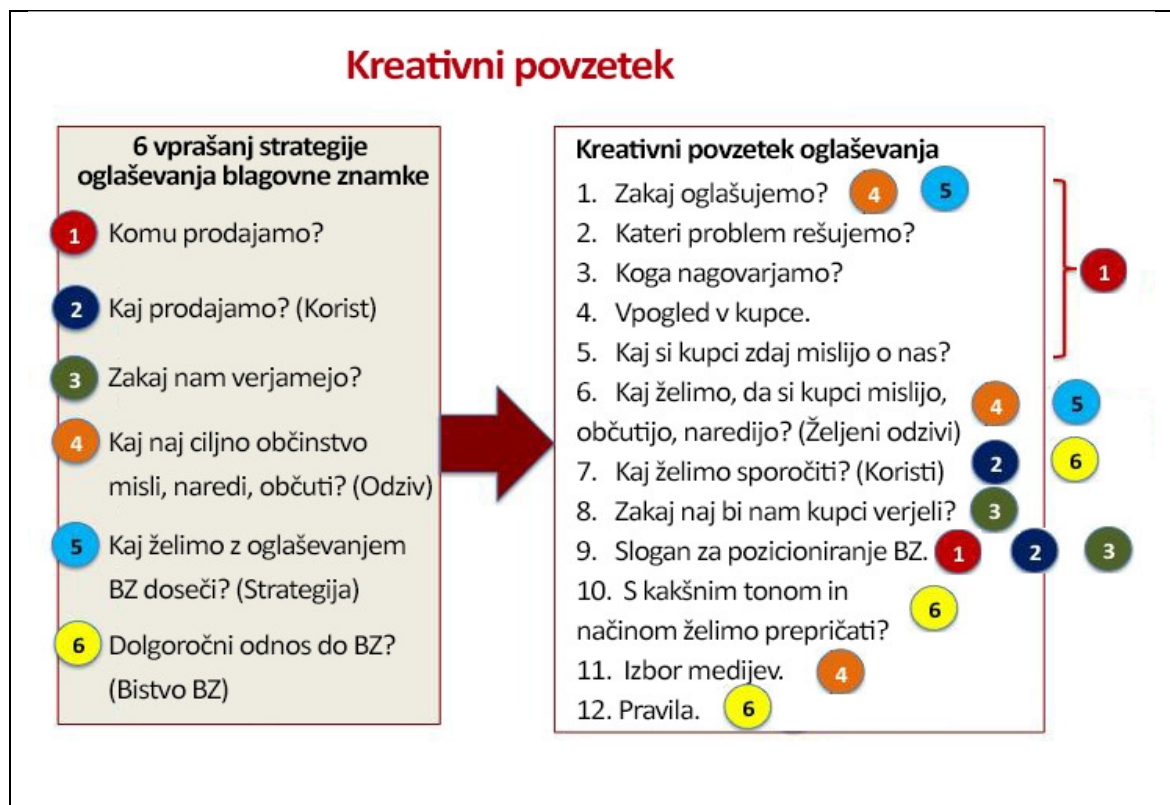 Kreativni povzetek
6 vprašanj strategije
oglaševanja blagovne znamke
1 Komu prodajamo?
2 Kaj prodajamo? (Korist)
3 Zakaj nam verjamejo?
4 Kaj naj ciljno občinstvo
misli, naredi, občuti? (Odziv)
5 Kaj želimo z oglaševanjem
BZ doseči? (Strategija)
6 Dolgoročni odnos do BZ?
(Bistvo BZ)
Kreativni povzetek oglaševanja
1. Zakaj oglašujemo? 4 5
2. Kateri problem rešujemo?
3. Koga nagovarjamo?
1
4. Vpogled v kupce.
5. Kaj si kupci zdaj mislijo o nas?
6. Kaj želimo, da si kupci mislijo,
občutijo, naredijo? (Željeni odzivi) 4 5
7. Kaj želimo sporočiti? (Koristi) 2 6
8. Zakaj naj bi nam kupci verjeli? 3
9. Slogan za pozicioniranje BZ. 1 2 3
10. S kakšnim tonom in
načinom želimo prepričati? 6
11. Izbor medijev. 4
12. Pravila. 6